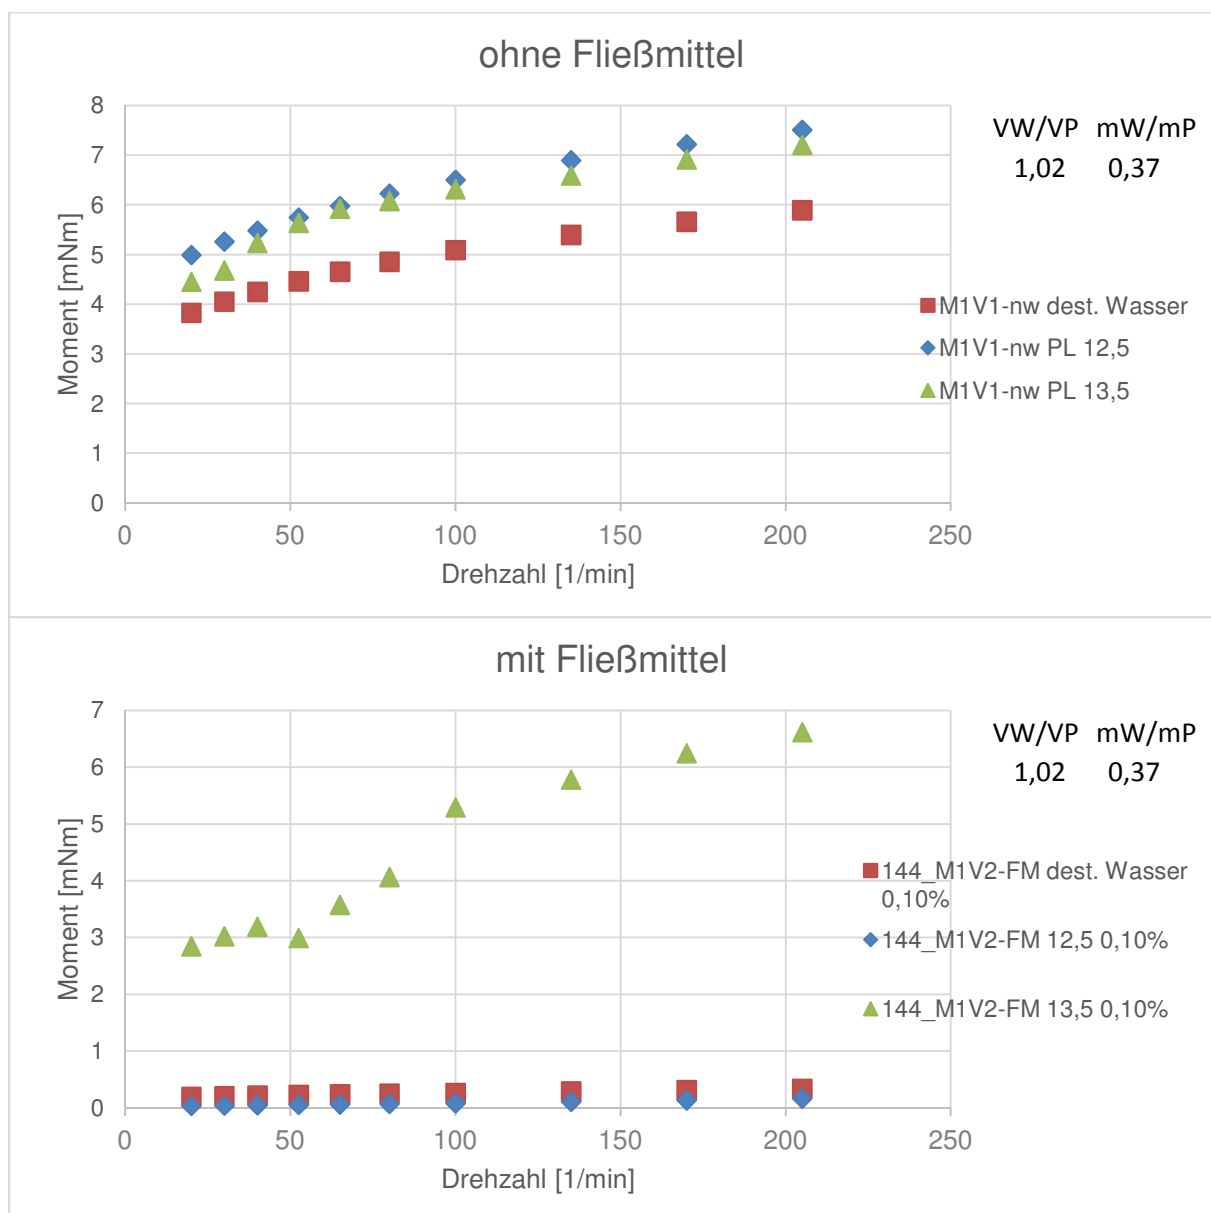 ohne Fließmittel
8
7
6
5
4
3
2
1
0
Moment [mNm]
0 50 100 150 200 250
Drehzahl [1/min]
VW/VP mW/mP
1,02 0,37
M1V1-nw dest. Wasser
M1V1-nw PL 12,5
M1V1-nw PL 13,5
mit Fließmittel
7
6
5
4
3
2
1
0
Moment [mNm]
0 50 100 150 200 250
Drehzahl [1/min]
VW/VP mW/mP
1,02 0,37
144_M1V2-FM dest. Wasser
0,10%
144_M1V2-FM 12,5 0,10%
144_M1V2-FM 13,5 0,10%